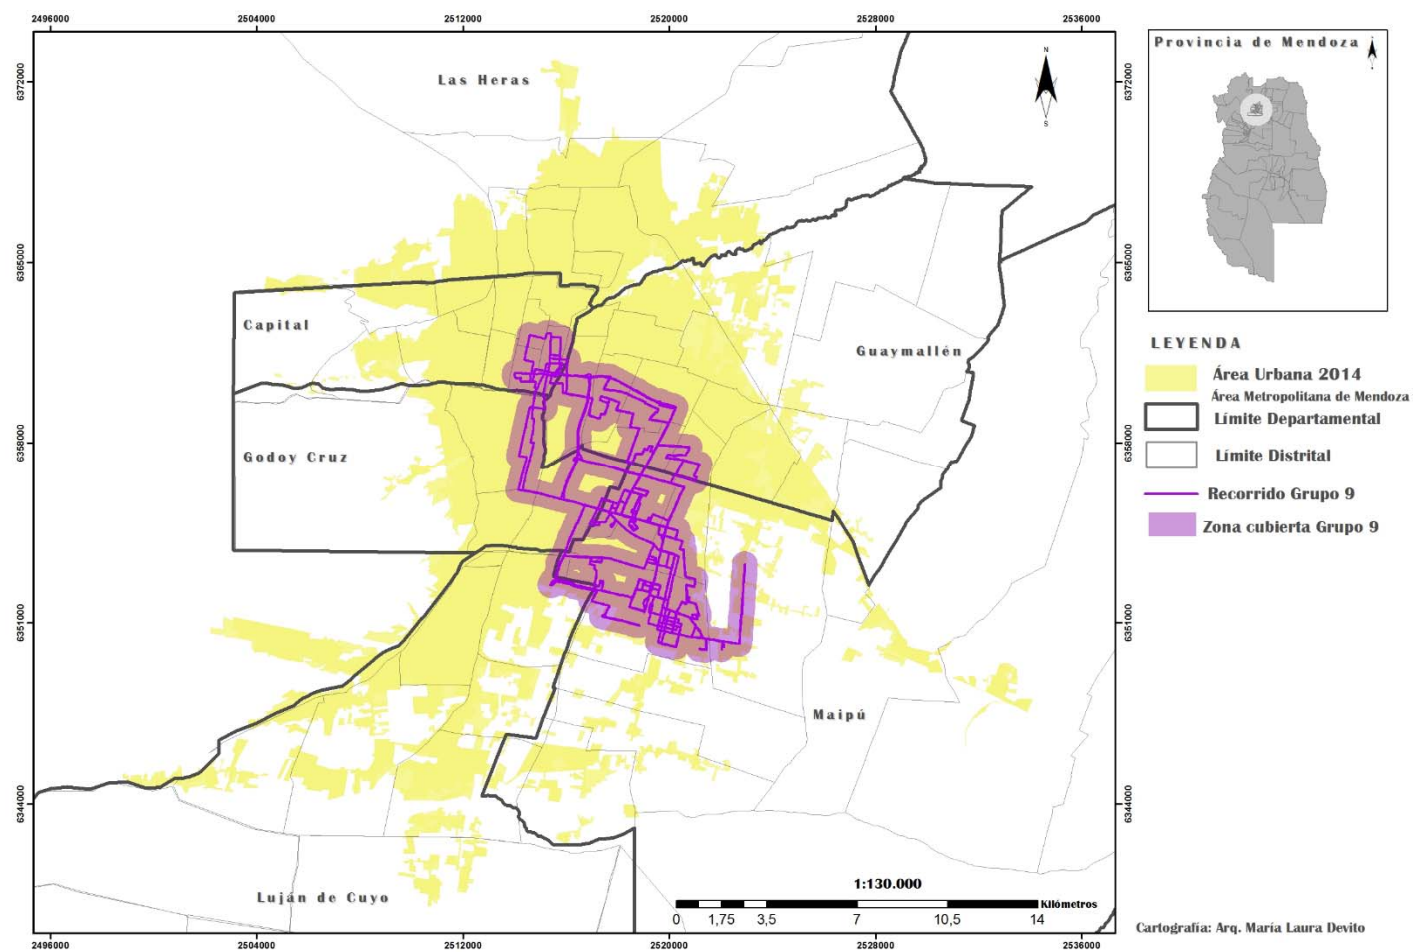 2496000 2504000 2512000 2520000 2528000 2536000
6372000 6372000
6365000 6365000
6358000 6358000
6351000 6351000
6344000 6344000
Las Heras
N
S
Capital
Guaymallén
Godoy Cruz
Maipú
Luján de Cuyo
1:130.000
Kilómetros
0 1,75 3,5 7 10,5 14
2496000 2504000 2512000 2520000 2528000 2536000
Provincia de Mendoza
LEYENDA
Área Urbana 2014
Área Metropolitana de Mendoza
Límite Departamental
Límite Distrital
Recorrido Grupo 9
Zona cubierta Grupo 9
Cartografía: Arq. María Laura Devito